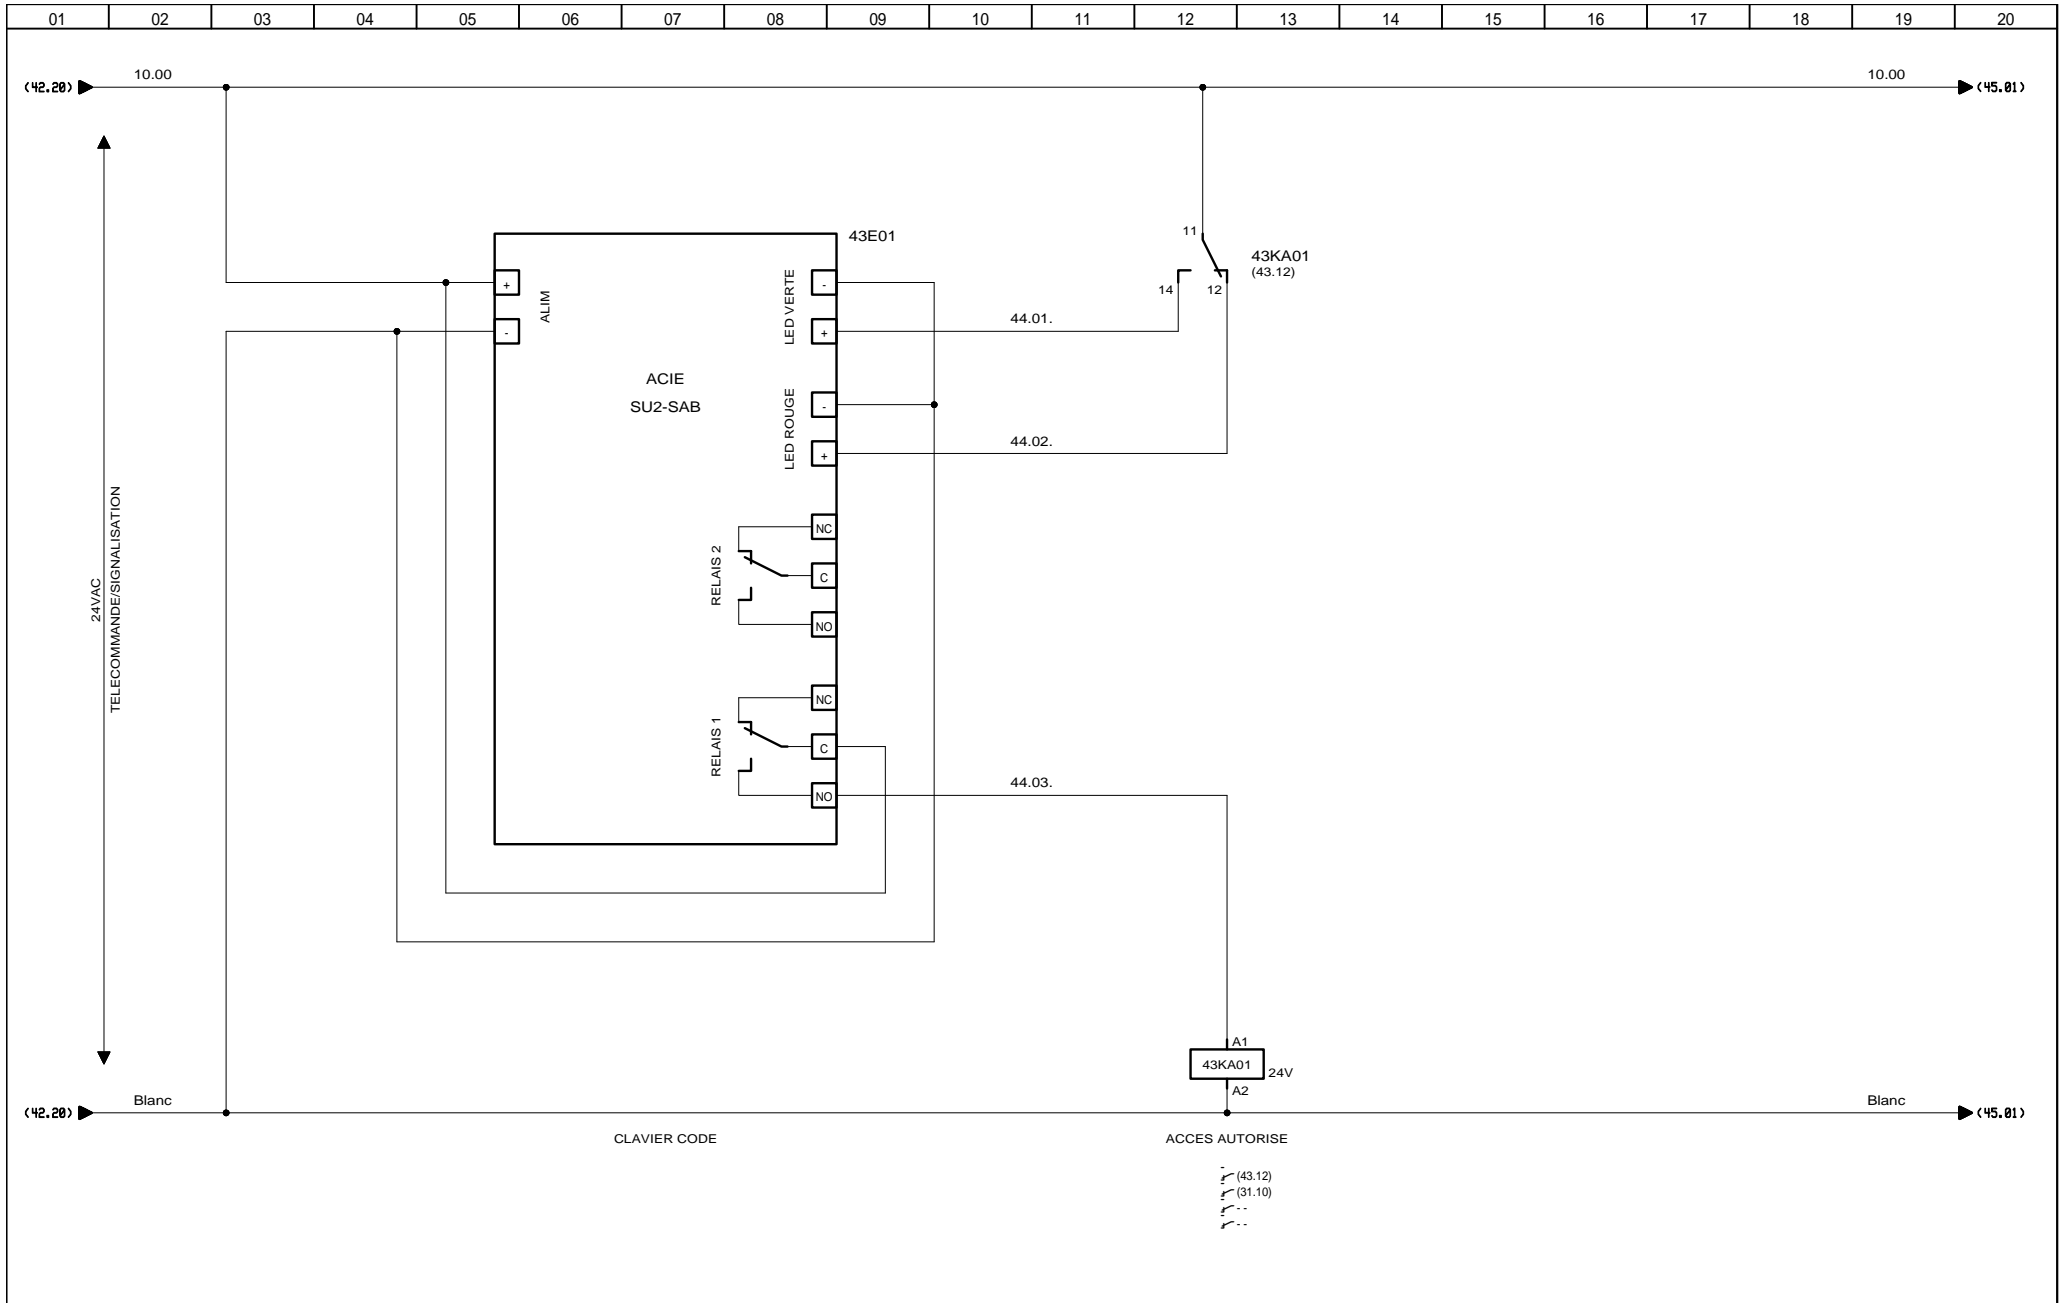 01 02 03 04 05 06 07 08 09 10 11 12 13 14 15 16 17 18 19 20
10.00 10.00
(42.20) (45.01)
43E01
11
43KA01
(43.12)
14 12
+ ALIM -
LED VERTE - +
44.01.
ACIE
SU2-SAB
LED ROUGE - +
44.02.
24VAC
TELECOMMANDE/SIGNALISATION
RELAIS 2
NC
C
NO
RELAIS 1
NC
C
NO
44.03.
A1
43KA01 24V
A2
Blanc Blanc
(42.20) (45.01)
CLAVIER CODE ACCES AUTORISE
(43.12)
(31.10)
--
--